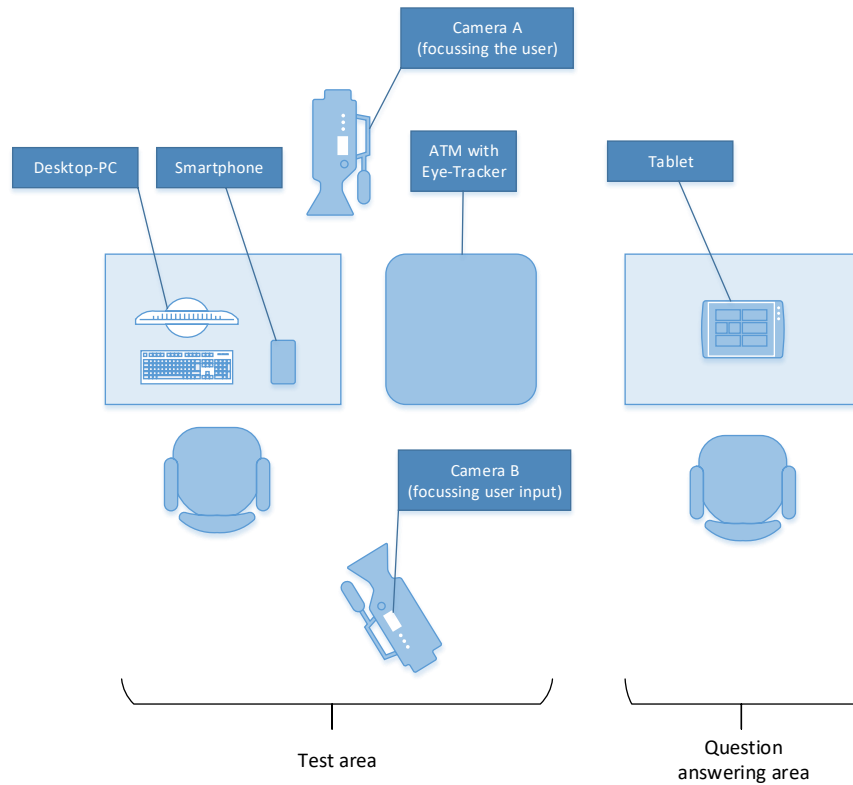 Camera A
(focussing the user)
Desktop-PC
Smartphone
ATM with
Eye-Tracker
Tablet
Camera B
(focussing user input)
Test area
Question
answering area